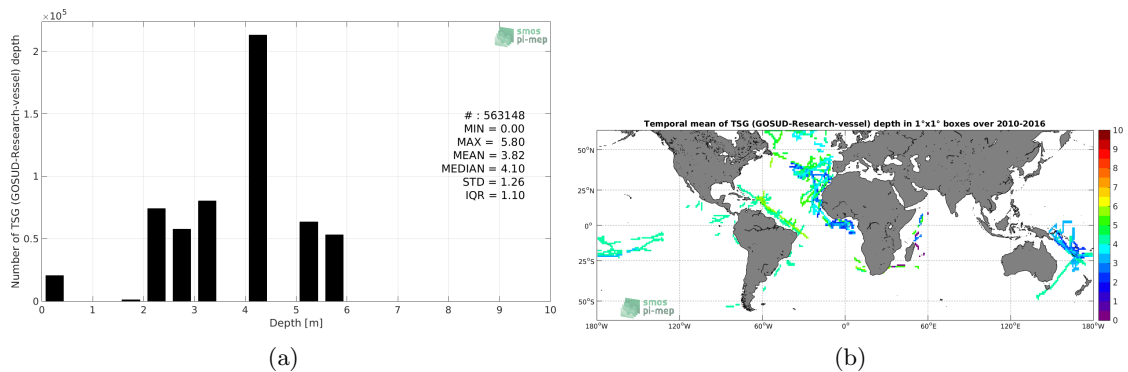 ×10⁵
2
1.5
1
0.5
0
Number of TSG (GOSUD-Research-vessel) depth
smos
pi-mep
# : 563148
MIN = 0.00
MAX = 5.80
MEAN = 3.82
MEDIAN = 4.10
STD = 1.26
IQR = 1.10
0 1 2 3 4 5 6 7 8 9 10
Depth [m]
(a)
Temporal mean of TSG (GOSUD-Research-vessel) depth in 1°x1° boxes over 2010-2016
50°N
25°N
0°
25°S
50°S
smos
pi-mep
180°W 120°W 60°W 0° 60°E 120°E 180°W
10
9
8
7
6
5
4
3
2
1
0
(b)